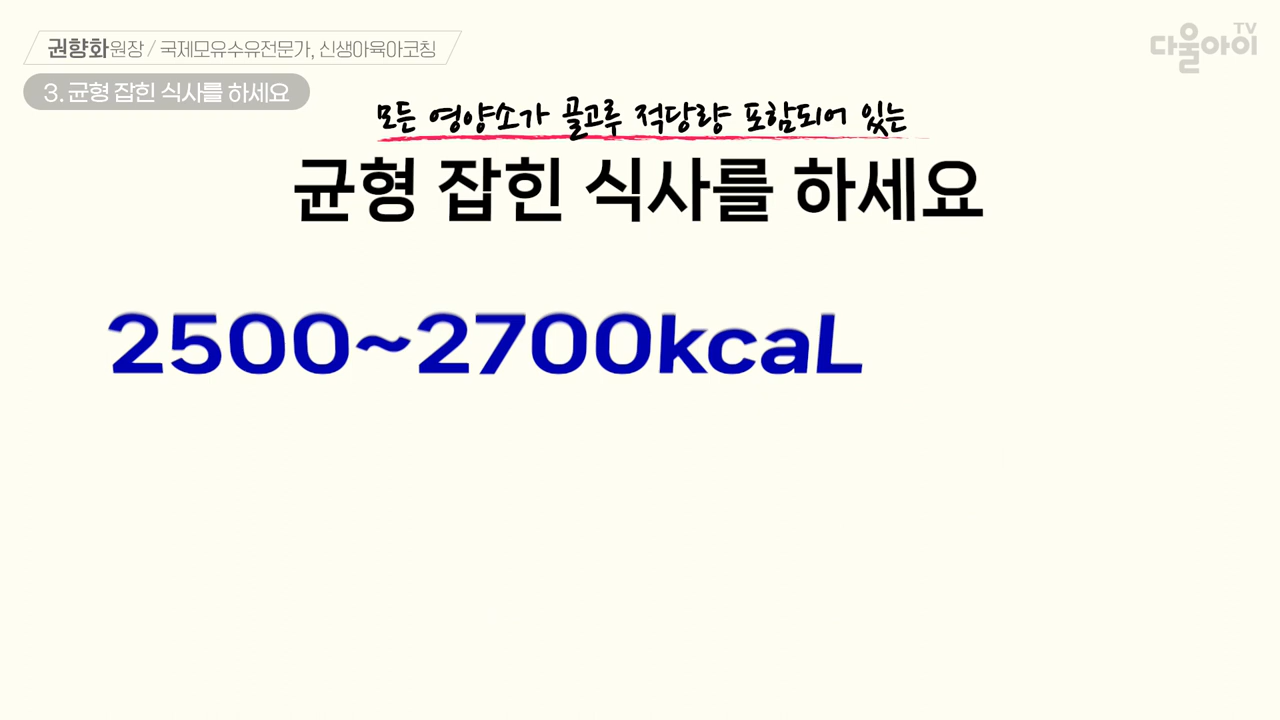 권향화원장 / 국제모유수유전문가, 신생아육아코칭
다울아이 TV
3. 균형 잡힌 식사를 하세요
모든 영양소가 골고루 적당량 포함되어 있는
균형 잡힌 식사를 하세요
2500~2700kcaL